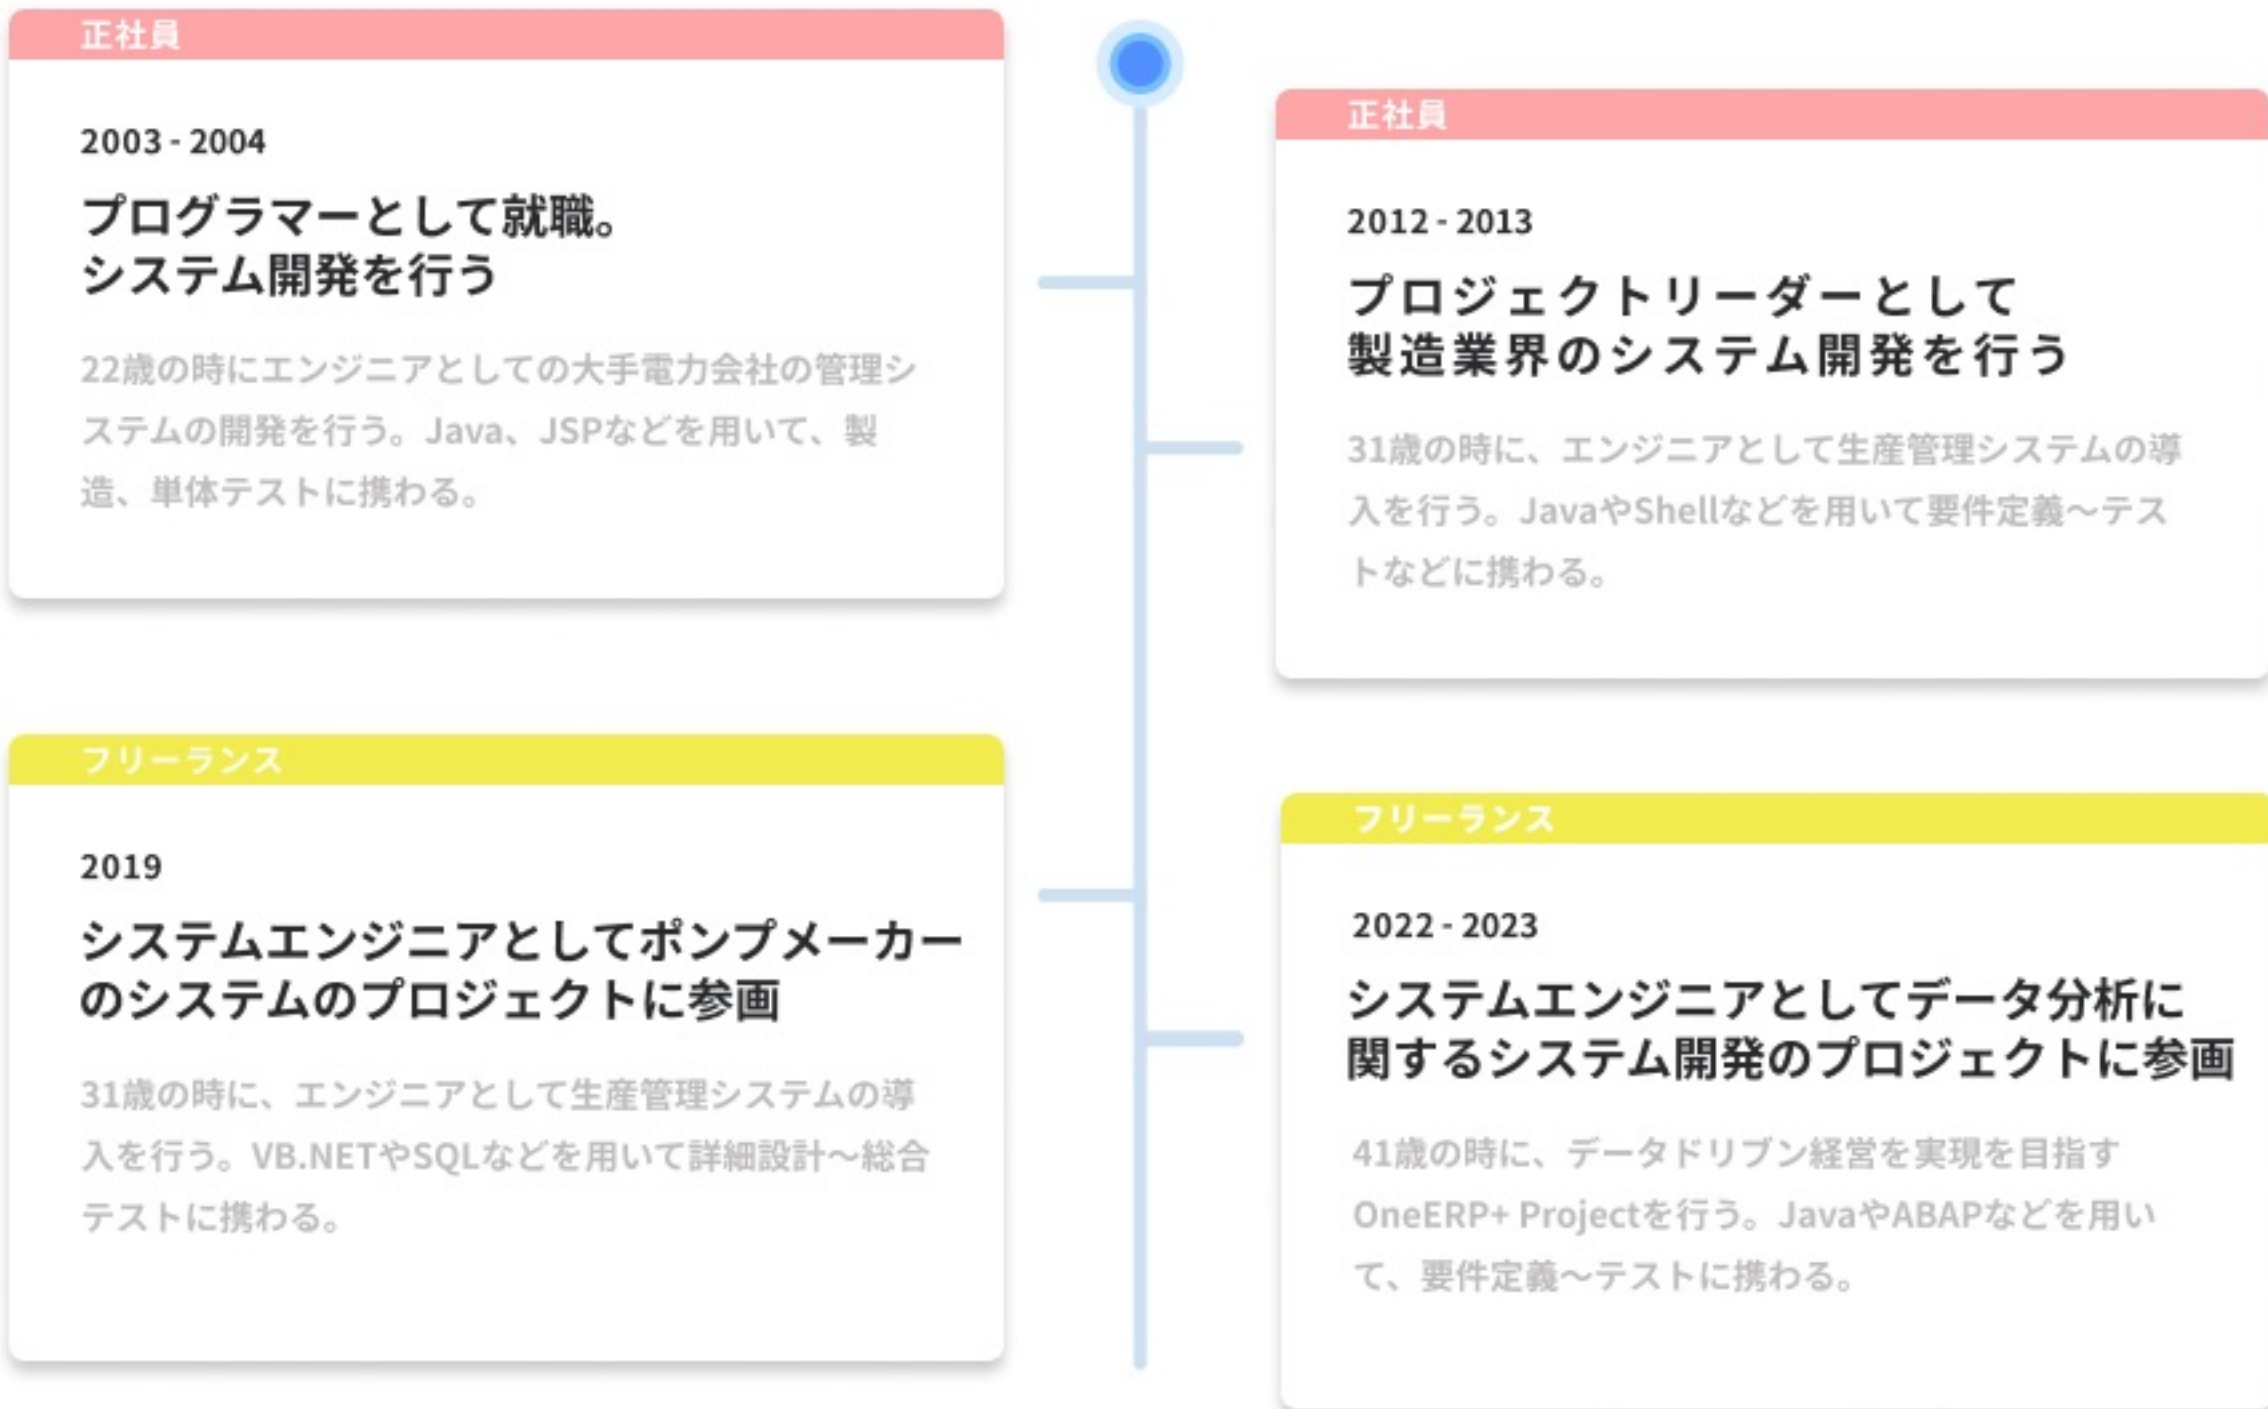 正社員
2003 - 2004
プログラマーとして就職。
システム開発を行う
22歳の時にエンジニアとしての大手電力会社の管理シ
ステムの開発を行う。Java、JSPなどを用いて、製
造、単体テストに携わる。
正社員
2012 - 2013
プロジェクトリーダーとして
製造業界のシステム開発を行う
31歳の時に、エンジニアとして生産管理システムの導
入を行う。JavaやShellなどを用いて要件定義～テス
トなどに携わる。
フリーランス
2019
システムエンジニアとしてポンプメーカー
のシステムのプロジェクトに参画
31歳の時に、エンジニアとして生産管理システムの導
入を行う。VB.NETやSQLなどを用いて詳細設計～総合
テストに携わる。
フリーランス
2022 - 2023
システムエンジニアとしてデータ分析に
関するシステム開発のプロジェクトに参画
41歳の時に、データドリブン経営を実現を目指す
OneERP+ Projectを行う。JavaやABAPなどを用い
て、要件定義～テストに携わる。